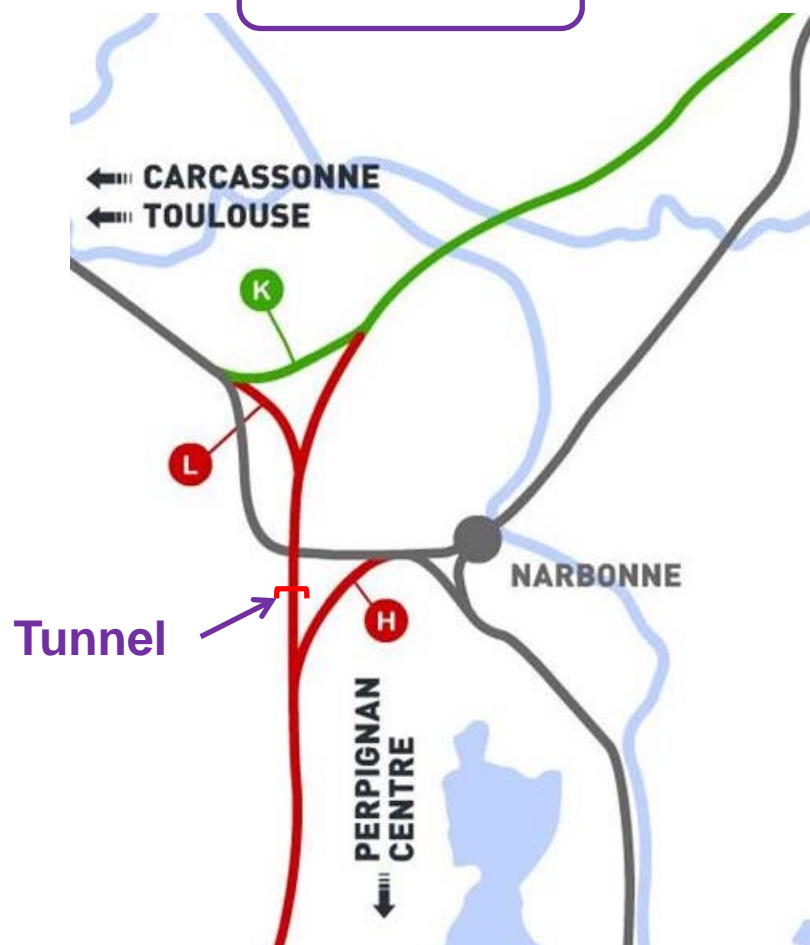 CARCASSONNE
TOULOUSE
K
L
NARBONNE
H
Tunnel
PERPIGNAN
CENTRE